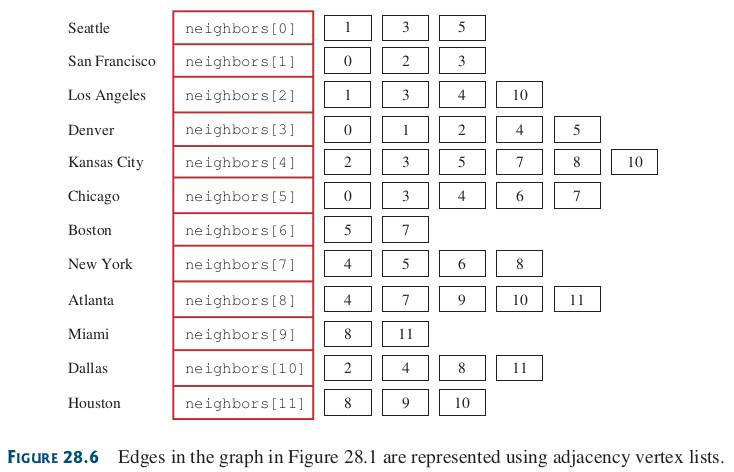 Seattle neighbors[0] 1 3 5
San Francisco neighbors[1] 0 2 3
Los Angeles neighbors[2] 1 3 4 10
Denver neighbors[3] 0 1 2 4 5
Kansas City neighbors[4] 2 3 5 7 8 10
Chicago neighbors[5] 0 3 4 6 7
Boston neighbors[6] 5 7
New York neighbors[7] 4 5 6 8
Atlanta neighbors[8] 4 7 9 10 11
Miami neighbors[9] 8 11
Dallas neighbors[10] 2 4 8 11
Houston neighbors[11] 8 9 10
FIGURE 28.6 Edges in the graph in Figure 28.1 are represented using adjacency vertex lists.